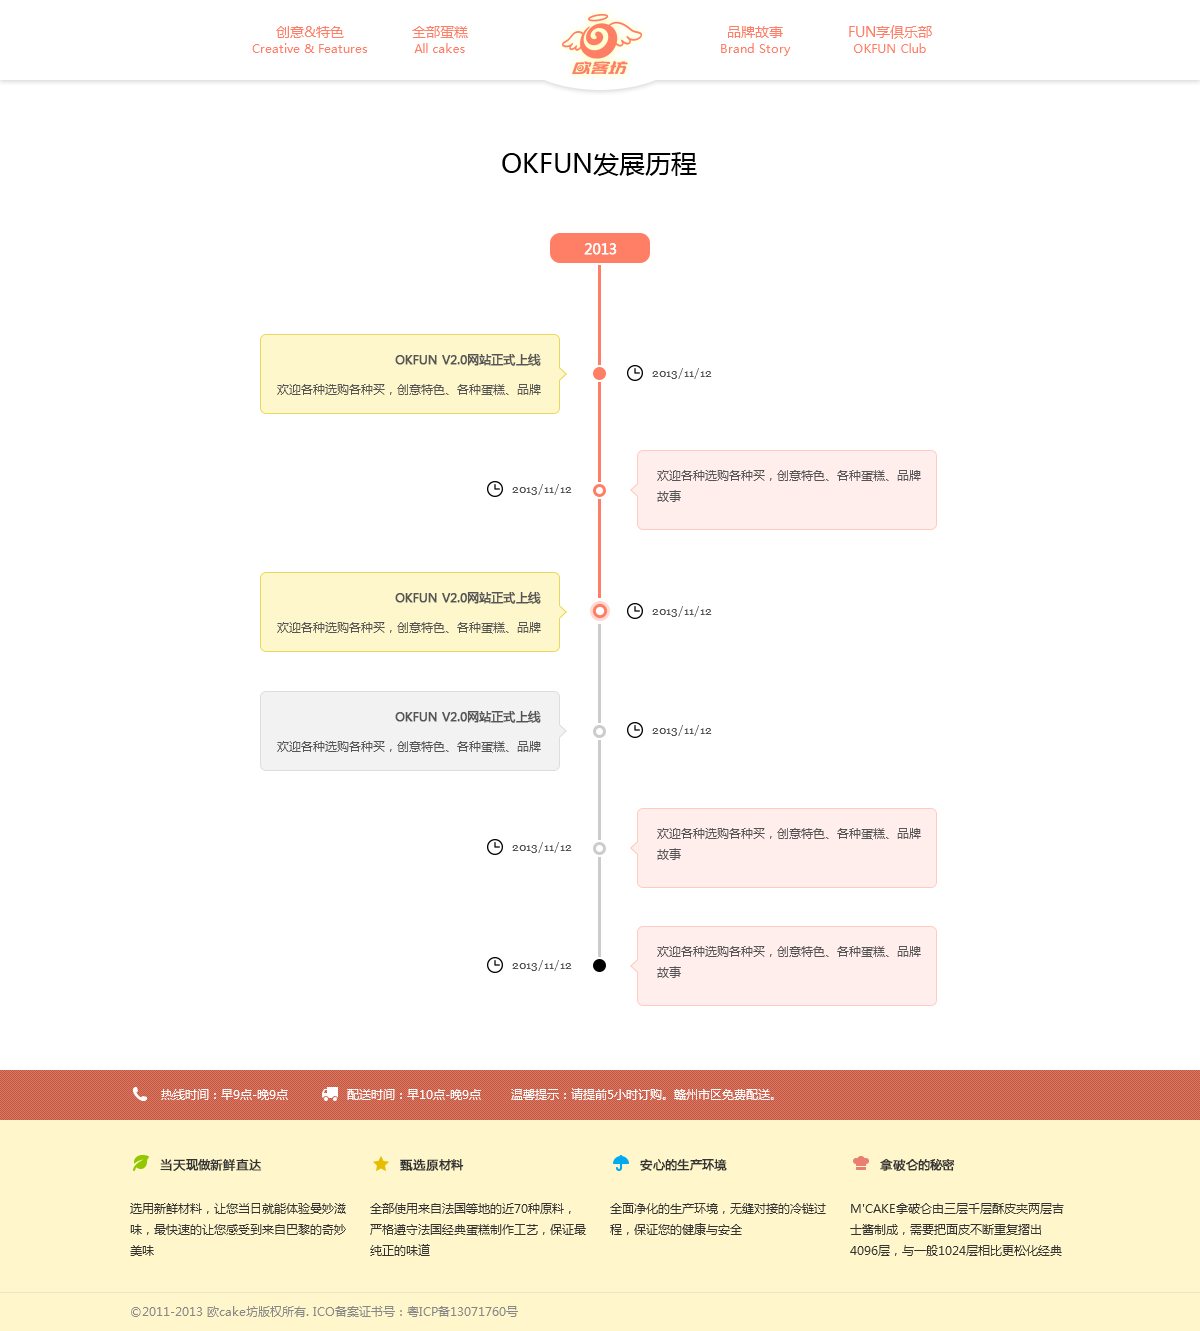 创意&特色
Creative & Features
全部蛋糕
All cakes
欧客坊
品牌故事
Brand Story
FUN享俱乐部
OKFUN Club
OKFUN发展历程
2013
OKFUN V2.0网站正式上线
欢迎各种选购各种买，创意特色、各种蛋糕、品牌
2013/11/12
2013/11/12
欢迎各种选购各种买，创意特色、各种蛋糕、品牌
故事
OKFUN V2.0网站正式上线
欢迎各种选购各种买，创意特色、各种蛋糕、品牌
2013/11/12
OKFUN V2.0网站正式上线
欢迎各种选购各种买，创意特色、各种蛋糕、品牌
2013/11/12
2013/11/12
欢迎各种选购各种买，创意特色、各种蛋糕、品牌
故事
2013/11/12
欢迎各种选购各种买，创意特色、各种蛋糕、品牌
故事
热线时间：早9点-晚9点
配送时间：早10点-晚9点
温馨提示：请提前5小时订购。赣州市区免费配送。
当天现做新鲜直达
选用新鲜材料，让您当日就能体验曼妙滋
味，最快速的让您感受到来自巴黎的奇妙
美味
甄选原材料
全部使用来自法国等地的近70种原料，
严格遵守法国经典蛋糕制作工艺，保证最
纯正的味道
安心的生产环境
全面净化的生产环境，无缝对接的冷链过
程，保证您的健康与安全
拿破仑的秘密
M'CAKE拿破仑由三层千层酥皮夹两层吉
士酱制成，需要把面皮不断重复擀出
4096层，与一般1024层相比更松化经典
©2011-2013 欧cake坊版权所有. ICO备案证书号：粤ICP备13071760号